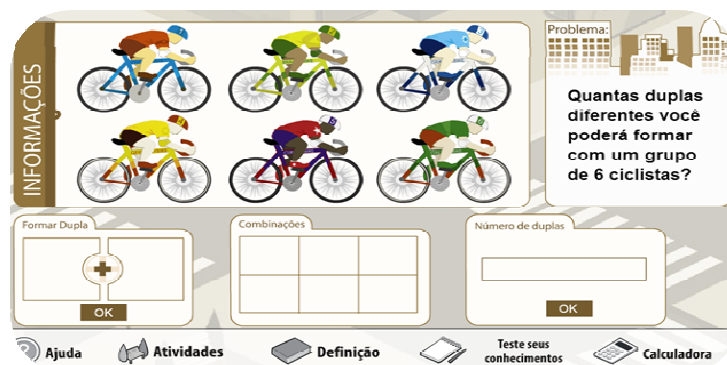 INFORMAÇÕES
Problema:
Quantas duplas
diferentes você
poderá formar
com um grupo
de 6 ciclistas?
Formar Dupla
OK
Combinações
Número de duplas
OK
Ajuda
Atividades
Definição
Teste seus
conhecimentos
Calculadora